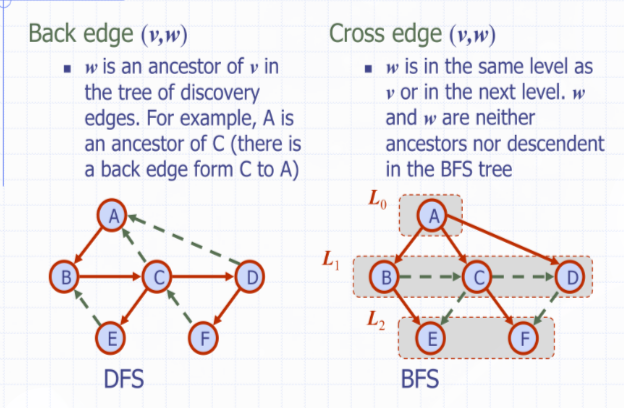 Back edge (v,w)
▪ w is an ancestor of v in
the tree of discovery
edges. For example, A is
an ancestor of C (there is
a back edge form C to A)
A
B
C
D
E
F
DFS
Cross edge (v,w)
▪ w is in the same level as
v or in the next level. w
and w are neither
ancestors nor descendent
in the BFS tree
L0
A
L1
B
C
D
L2
E
F
BFS